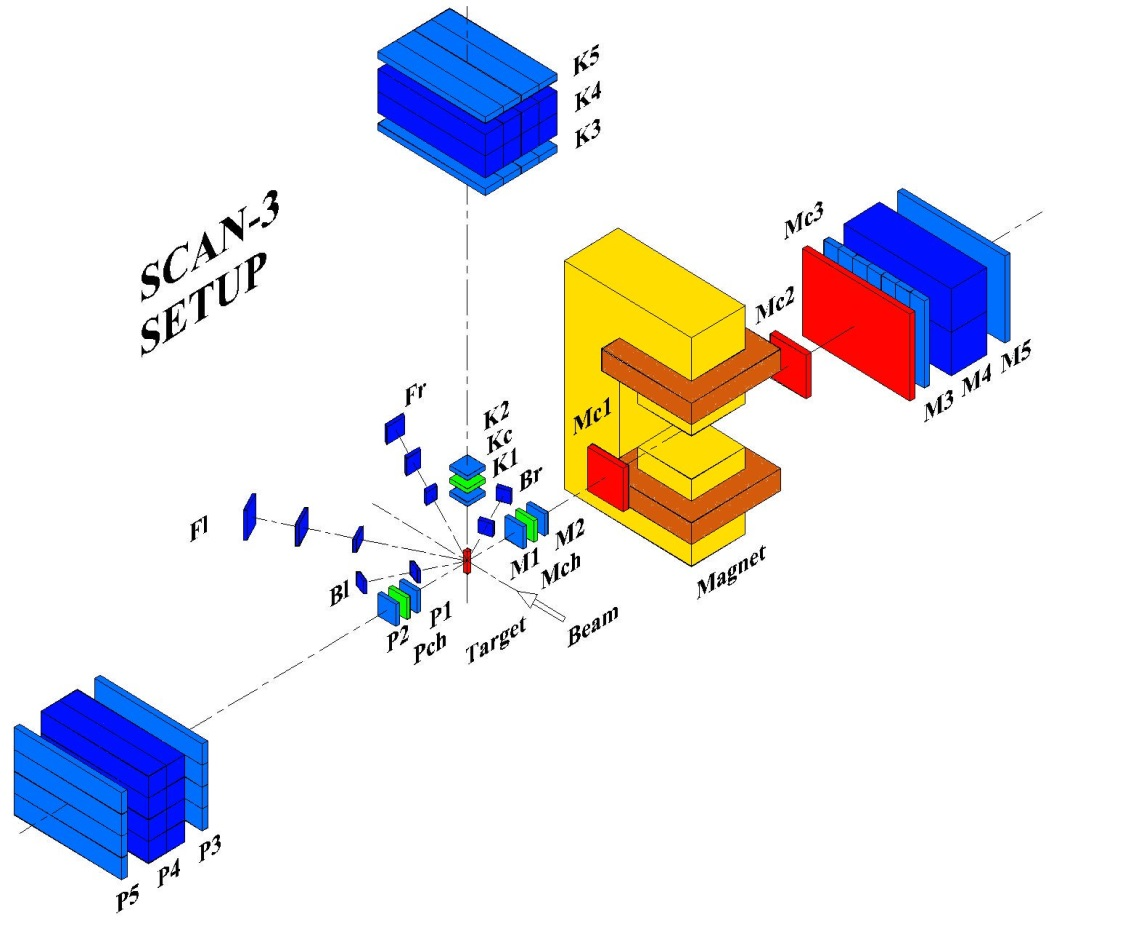 K5
K4
K3
SCAN-3
SETUP
Mc3
Mc2
M3 M4 M5
Fr
K2
Kc
K1
Mc1
Br
Fl
M1
M2
Mch
Magnet
Bl
P2
P1
Pch
Target
Beam
P5 P4 P3